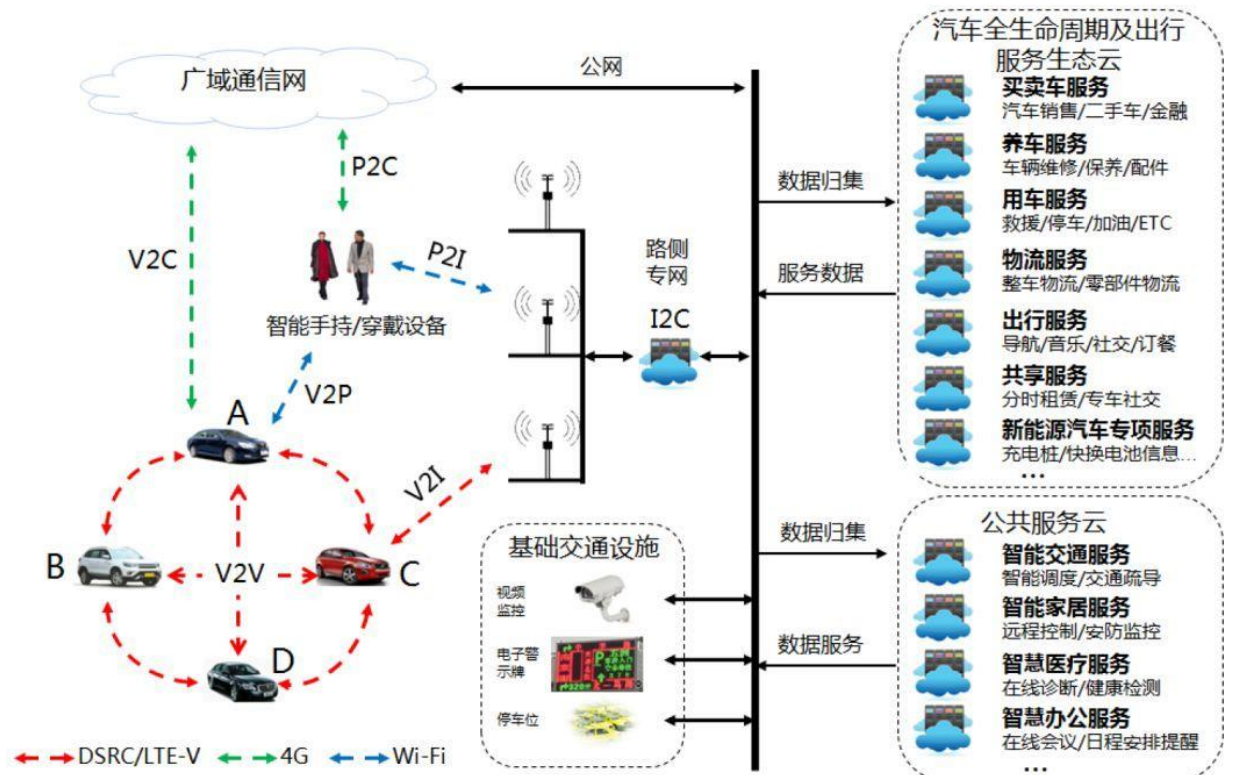 广域通信网
公网
P2C
V2C
P2I
智能手持/穿戴设备
V2P
A
B
C
D
V2V
V2I
路侧
专网
I2C
基础交通设施
视频
监控
电子警
示牌
停车位
DSRC/LTE-V
4G
Wi-Fi
数据归集
服务数据
数据归集
数据服务
汽车全生命周期及出行
服务生态云
买卖车服务
汽车销售/二手车/金融
养车服务
车辆维修/保养/配件
用车服务
救援/停车/加油/ETC
物流服务
整车物流/零部件物流
出行服务
导航/音乐/社交/订餐
共享服务
分时租赁/专车社交
新能源汽车专项服务
充电桩/快换电池信息...
...
公共服务云
智能交通服务
智能调度/交通疏导
智能家居服务
远程控制/安防监控
智慧医疗服务
在线诊断/健康检测
智慧办公服务
在线会议/日程安排提醒
...